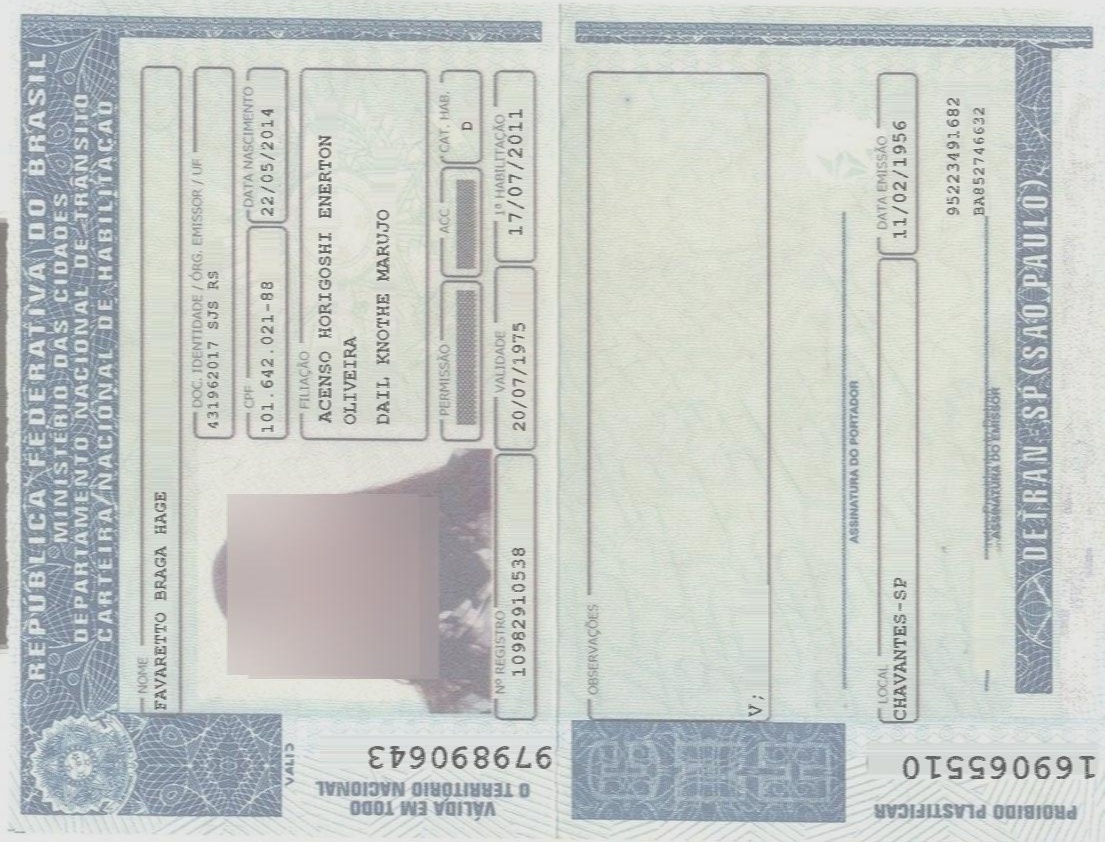 REPÚBLICA FEDERATIVA DO BRASIL
MINISTÉRIO DAS CIDADES
DEPARTAMENTO NACIONAL DE TRÂNSITO
CARTEIRA NACIONAL DE HABILITAÇÃO
NOME
FAVARETTO BRAGA HAGE
DOC. IDENTIDADE / ÓRG. EMISSOR / UF
431962017 SJS RS
CPF
101.642.021-88
DATA NASCIMENTO
22/05/2014
FILIAÇÃO
ACENSO HORIGOSHI ENERTON
OLIVEIRA
DAIL KNOTHE MARUJO
PERMISSÃO
ACC
CAT. HAB.
D
Nº REGISTRO
10982910538
VALIDADE
20/07/1975
1ª HABILITAÇÃO
17/07/2011
VÁLIDA EM TODO
O TERRITÓRIO NACIONAL
979890643
OBSERVAÇÕES
V;
ASSINATURA DO PORTADOR
LOCAL
CHAVANTES-SP
DATA EMISSÃO
11/02/1956
95223491682
BA852746632
ASSINATURA DO EMISSOR
DETRAN-SP (SAO PAULO)
PROIBIDO PLASTIFICAR
169065510